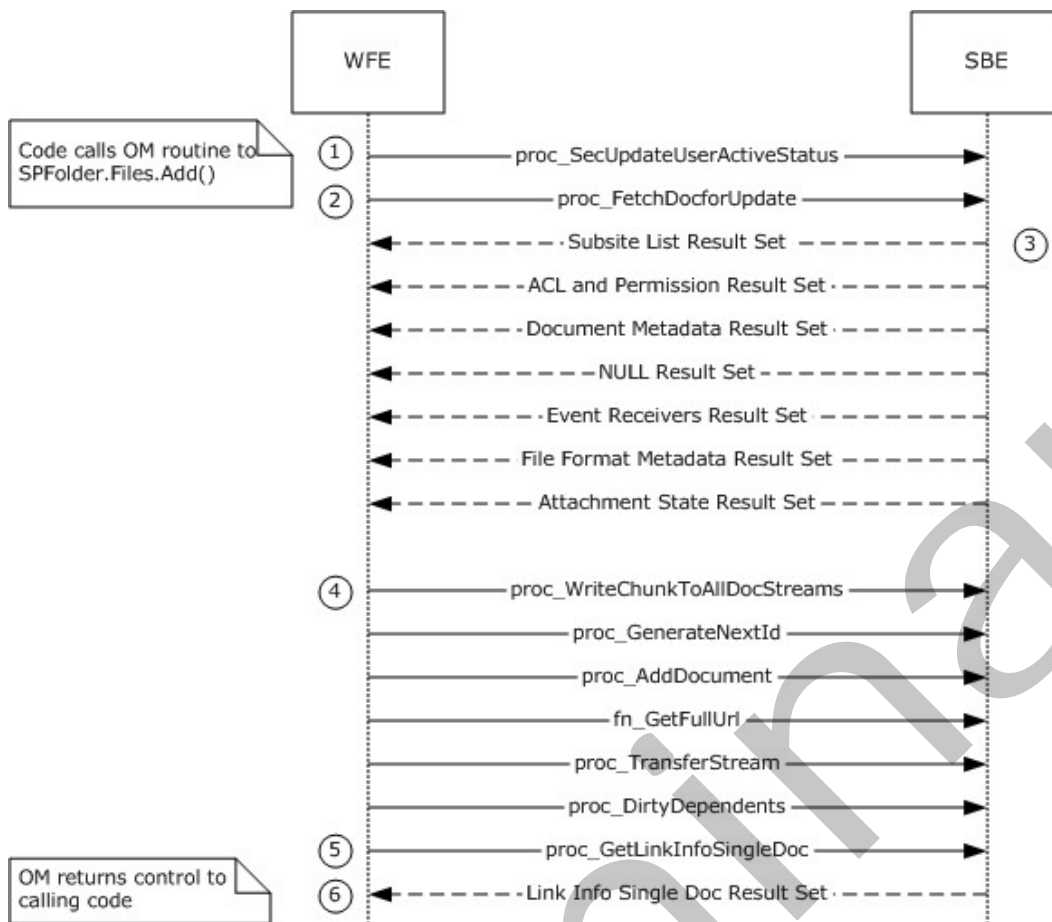 WFE
SBE
Code calls OM routine to
SPFolder.Files.Add()
1
proc_SecUpdateUserActiveStatus
2
proc_FetchDocforUpdate
Subsite List Result Set
3
ACL and Permission Result Set
Document Metadata Result Set
NULL Result Set
Event Receivers Result Set
File Format Metadata Result Set
Attachment State Result Set
4
proc_WriteChunkToAllDocStreams
proc_GenerateNextId
proc_AddDocument
fn_GetFullUrl
proc_TransferStream
proc_DirtyDependents
5
proc_GetLinkInfoSingleDoc
OM returns control to
calling code
6
Link Info Single Doc Result Set